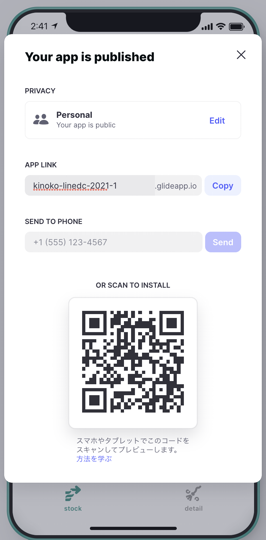 2:41
Your app is published
PRIVACY
Personal
Your app is public
Edit
APP LINK
kinoko-linedc-2021-1
.glideapp.io
Copy
SEND TO PHONE
+1 (555) 123-4567
Send
OR SCAN TO INSTALL
スマホやタブレットでこのコードを
スキャンしてプレビューします。
方法を学ぶ
stock
detail